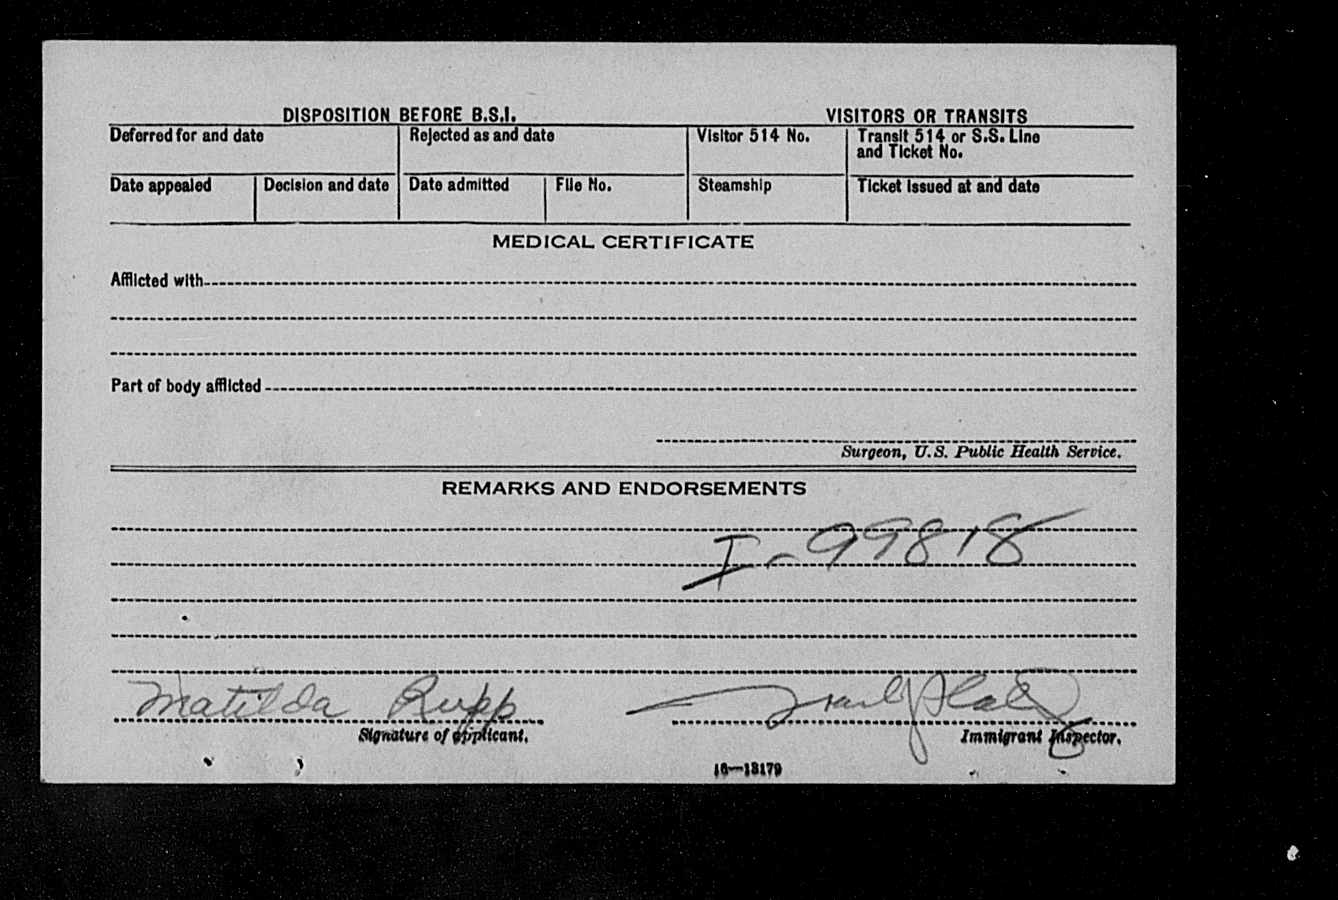 DISPOSITION BEFORE B.S.I.
VISITORS OR TRANSITS
Deferred for and date
Rejected as and date
Visitor 514 No.
Transit 514 or S.S. Line
and Ticket No.
Date appealed
Decision and date
Date admitted
File No.
Steamship
Ticket issued at and date
MEDICAL CERTIFICATE
Afflicted with
Part of body afflicted
Surgeon, U.S. Public Health Service.
REMARKS AND ENDORSEMENTS
I-99818
Matilda Rupp
Signature of applicant.
Immigrant Inspector.
16—13179